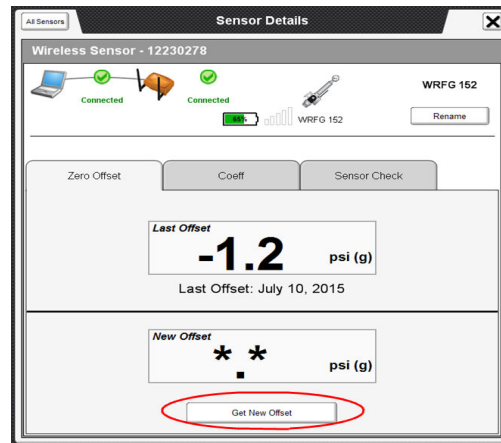 All Sensors
Sensor Details
Wireless Sensor - 12230278
Connected
Connected
65%
WRFG 152
WRFG 152
Rename
Zero Offset
Coeff
Sensor Check
Last Offset
-1.2 psi (g)
Last Offset: July 10, 2015
New Offset
*.* psi (g)
Get New Offset